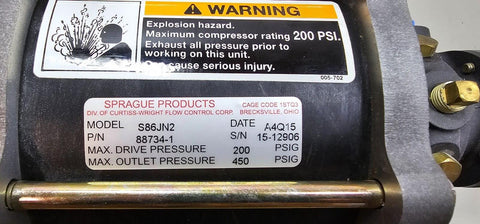 WARNING
Explosion hazard.
Maximum compressor rating 200 PSI.
Exhaust all pressure prior to
working on this unit.
cause serious injury.
005-702
SPRAGUE PRODUCTS CAGE CODE 1STG3
DIV. OF CURTISS-WRIGHT FLOW CONTROL CORP. BRECKSVILLE, OHIO
MODEL S86JN2 DATE A4Q15
P/N 88734-1 S/N 15-12906
MAX. DRIVE PRESSURE 200 PSIG
MAX. OUTLET PRESSURE 450 PSIG